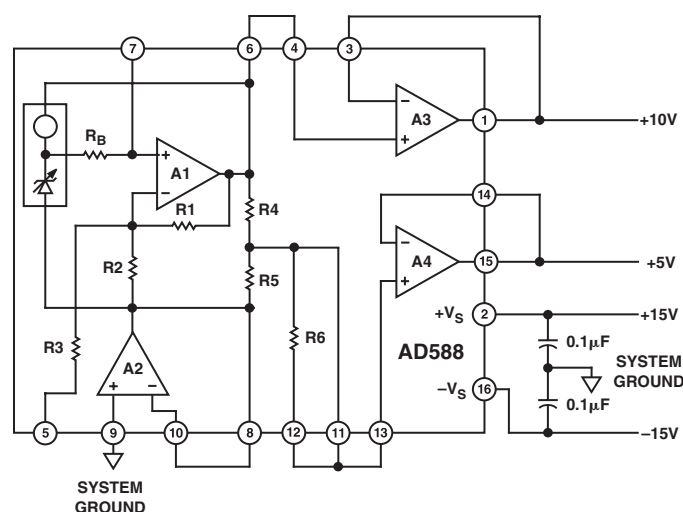 7
6
4
3
R_B
A3
−
+
1
+10V
+
A1
−
R1
R4
14
A4
−
+
15
+5V
R2
R5
+V_S
2
+15V
R3
R6
0.1μF
AD588
SYSTEM
GROUND
A2
+
−
−V_S
16
0.1μF
5
9
10
8
12
11
13
−15V
SYSTEM
GROUND